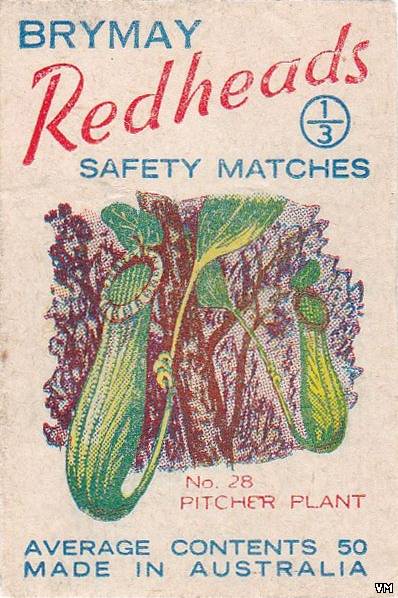 BRYMAY
Redheads
1/3
SAFETY MATCHES
No. 28
PITCHER PLANT
AVERAGE CONTENTS 50
MADE IN AUSTRALIA
VM